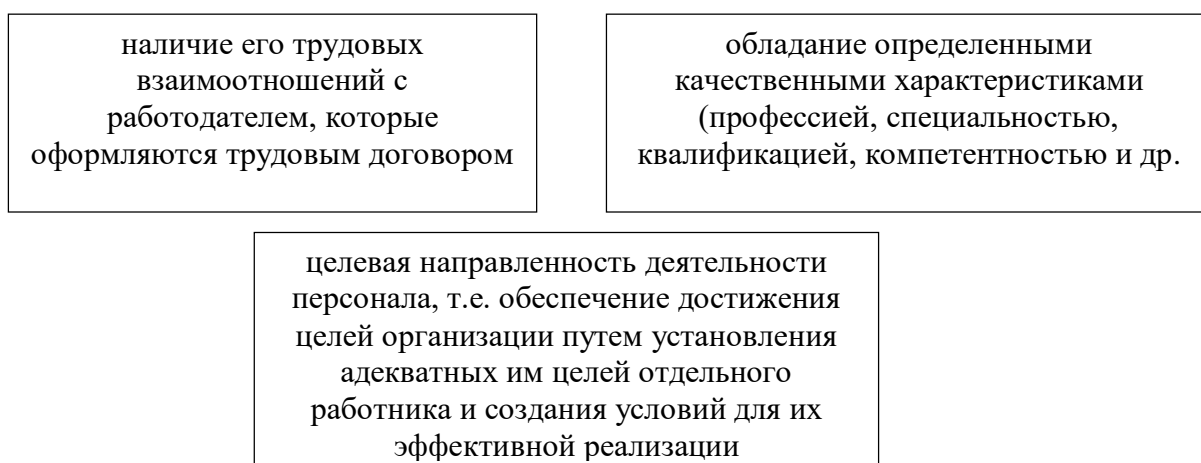 наличие его трудовых
взаимоотношений с
работодателем, которые
оформляются трудовым договором
обладание определенными
качественными характеристиками
(профессией, специальностью,
квалификацией, компетентностью и др.
целевая направленность деятельности
персонала, т.е. обеспечение достижения
целей организации путем установления
адекватных им целей отдельного
работника и создания условий для их
эффективной реализации